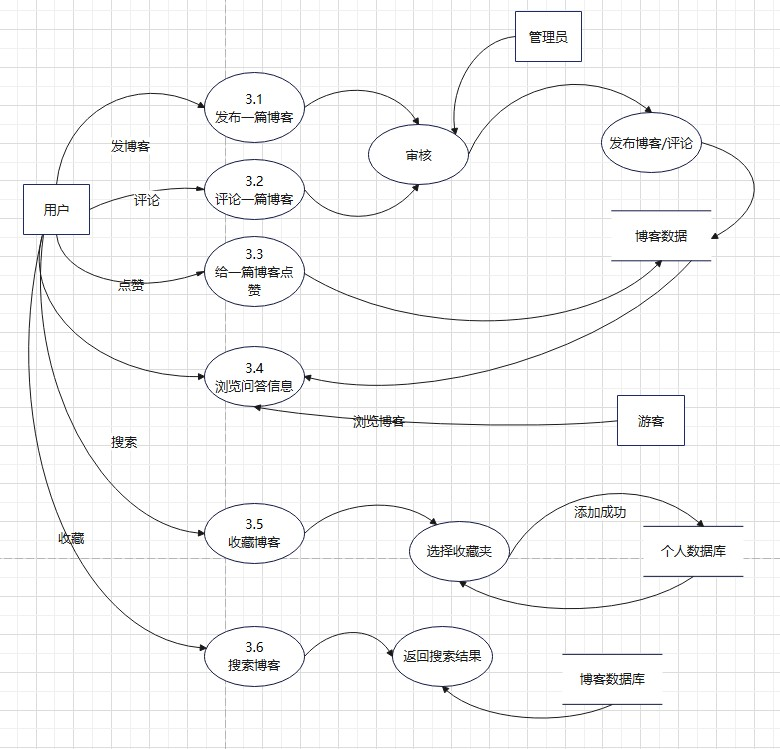 管理员
3.1
发布一篇博客
发博客
审核
发布博客/评论
3.2
评论一篇博客
评论
用户
博客数据
3.3
给一篇博客点
赞
点赞
3.4
浏览问答信息
浏览博客
游客
搜索
添加成功
3.5
收藏博客
收藏
选择收藏夹
个人数据库
3.6
搜索博客
返回搜索结果
博客数据库